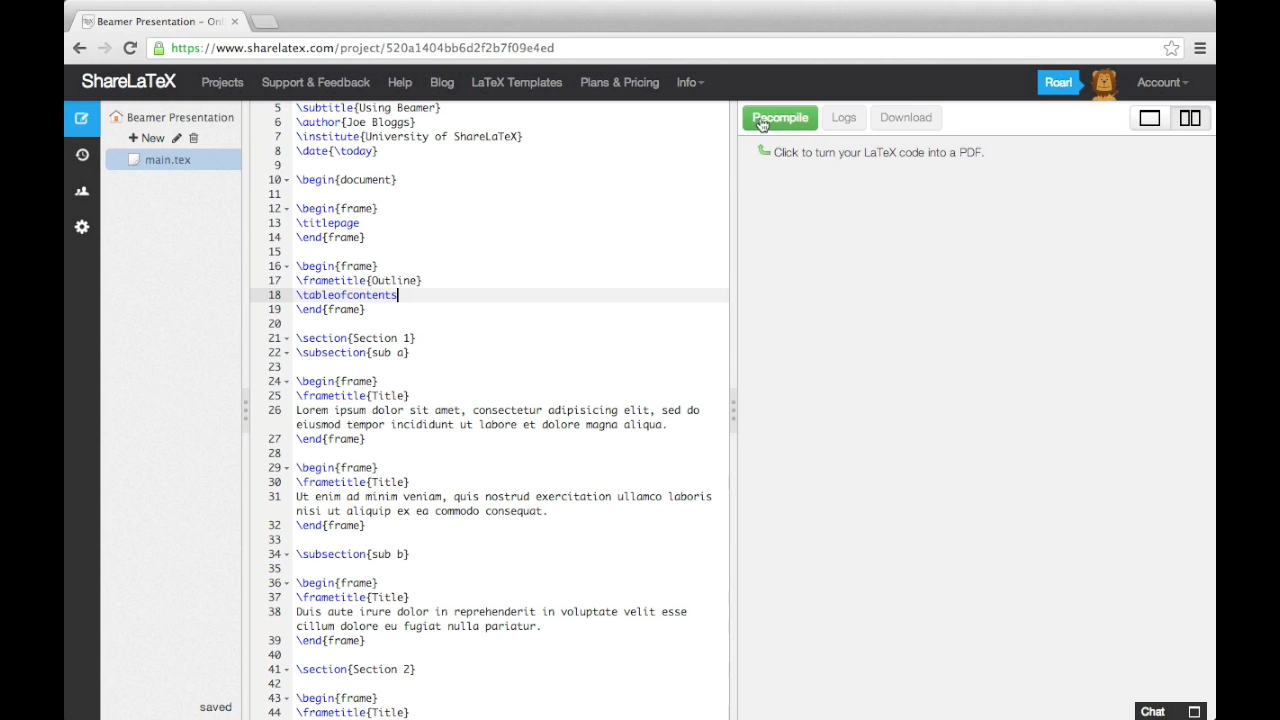 Beamer Presentation – Onl
https://www.sharelatex.com/project/520a1404bb6d2f2b7f09e4ed
ShareLaTeX Projects Support & Feedback Help Blog LaTeX Templates Plans & Pricing Info Roar! Account
Beamer Presentation
New
main.tex
saved
5 \subtitle{Using Beamer}
6 \author{Joe Bloggs}
7 \institute{University of ShareLaTeX}
8 \date{\today}
9
10 \begin{document}
11
12 \begin{frame}
13 \titlepage
14 \end{frame}
15
16 \begin{frame}
17 \frametitle{Outline}
18 \tableofcontents
19 \end{frame}
20
21 \section{Section 1}
22 \subsection{sub a}
23
24 \begin{frame}
25 \frametitle{Title}
26 Lorem ipsum dolor sit amet, consectetur adipisicing elit, sed do
eiusmod tempor incididunt ut labore et dolore magna aliqua.
27 \end{frame}
28
29 \begin{frame}
30 \frametitle{Title}
31 Ut enim ad minim veniam, quis nostrud exercitation ullamco laboris
nisi ut aliquip ex ea commodo consequat.
32 \end{frame}
33
34 \subsection{sub b}
35
36 \begin{frame}
37 \frametitle{Title}
38 Duis aute irure dolor in reprehenderit in voluptate velit esse
cillum dolore eu fugiat nulla pariatur.
39 \end{frame}
40
41 \section{Section 2}
42
43 \begin{frame}
44 \frametitle{Title}
Recompile Logs Download
Click to turn your LaTeX code into a PDF.
Chat